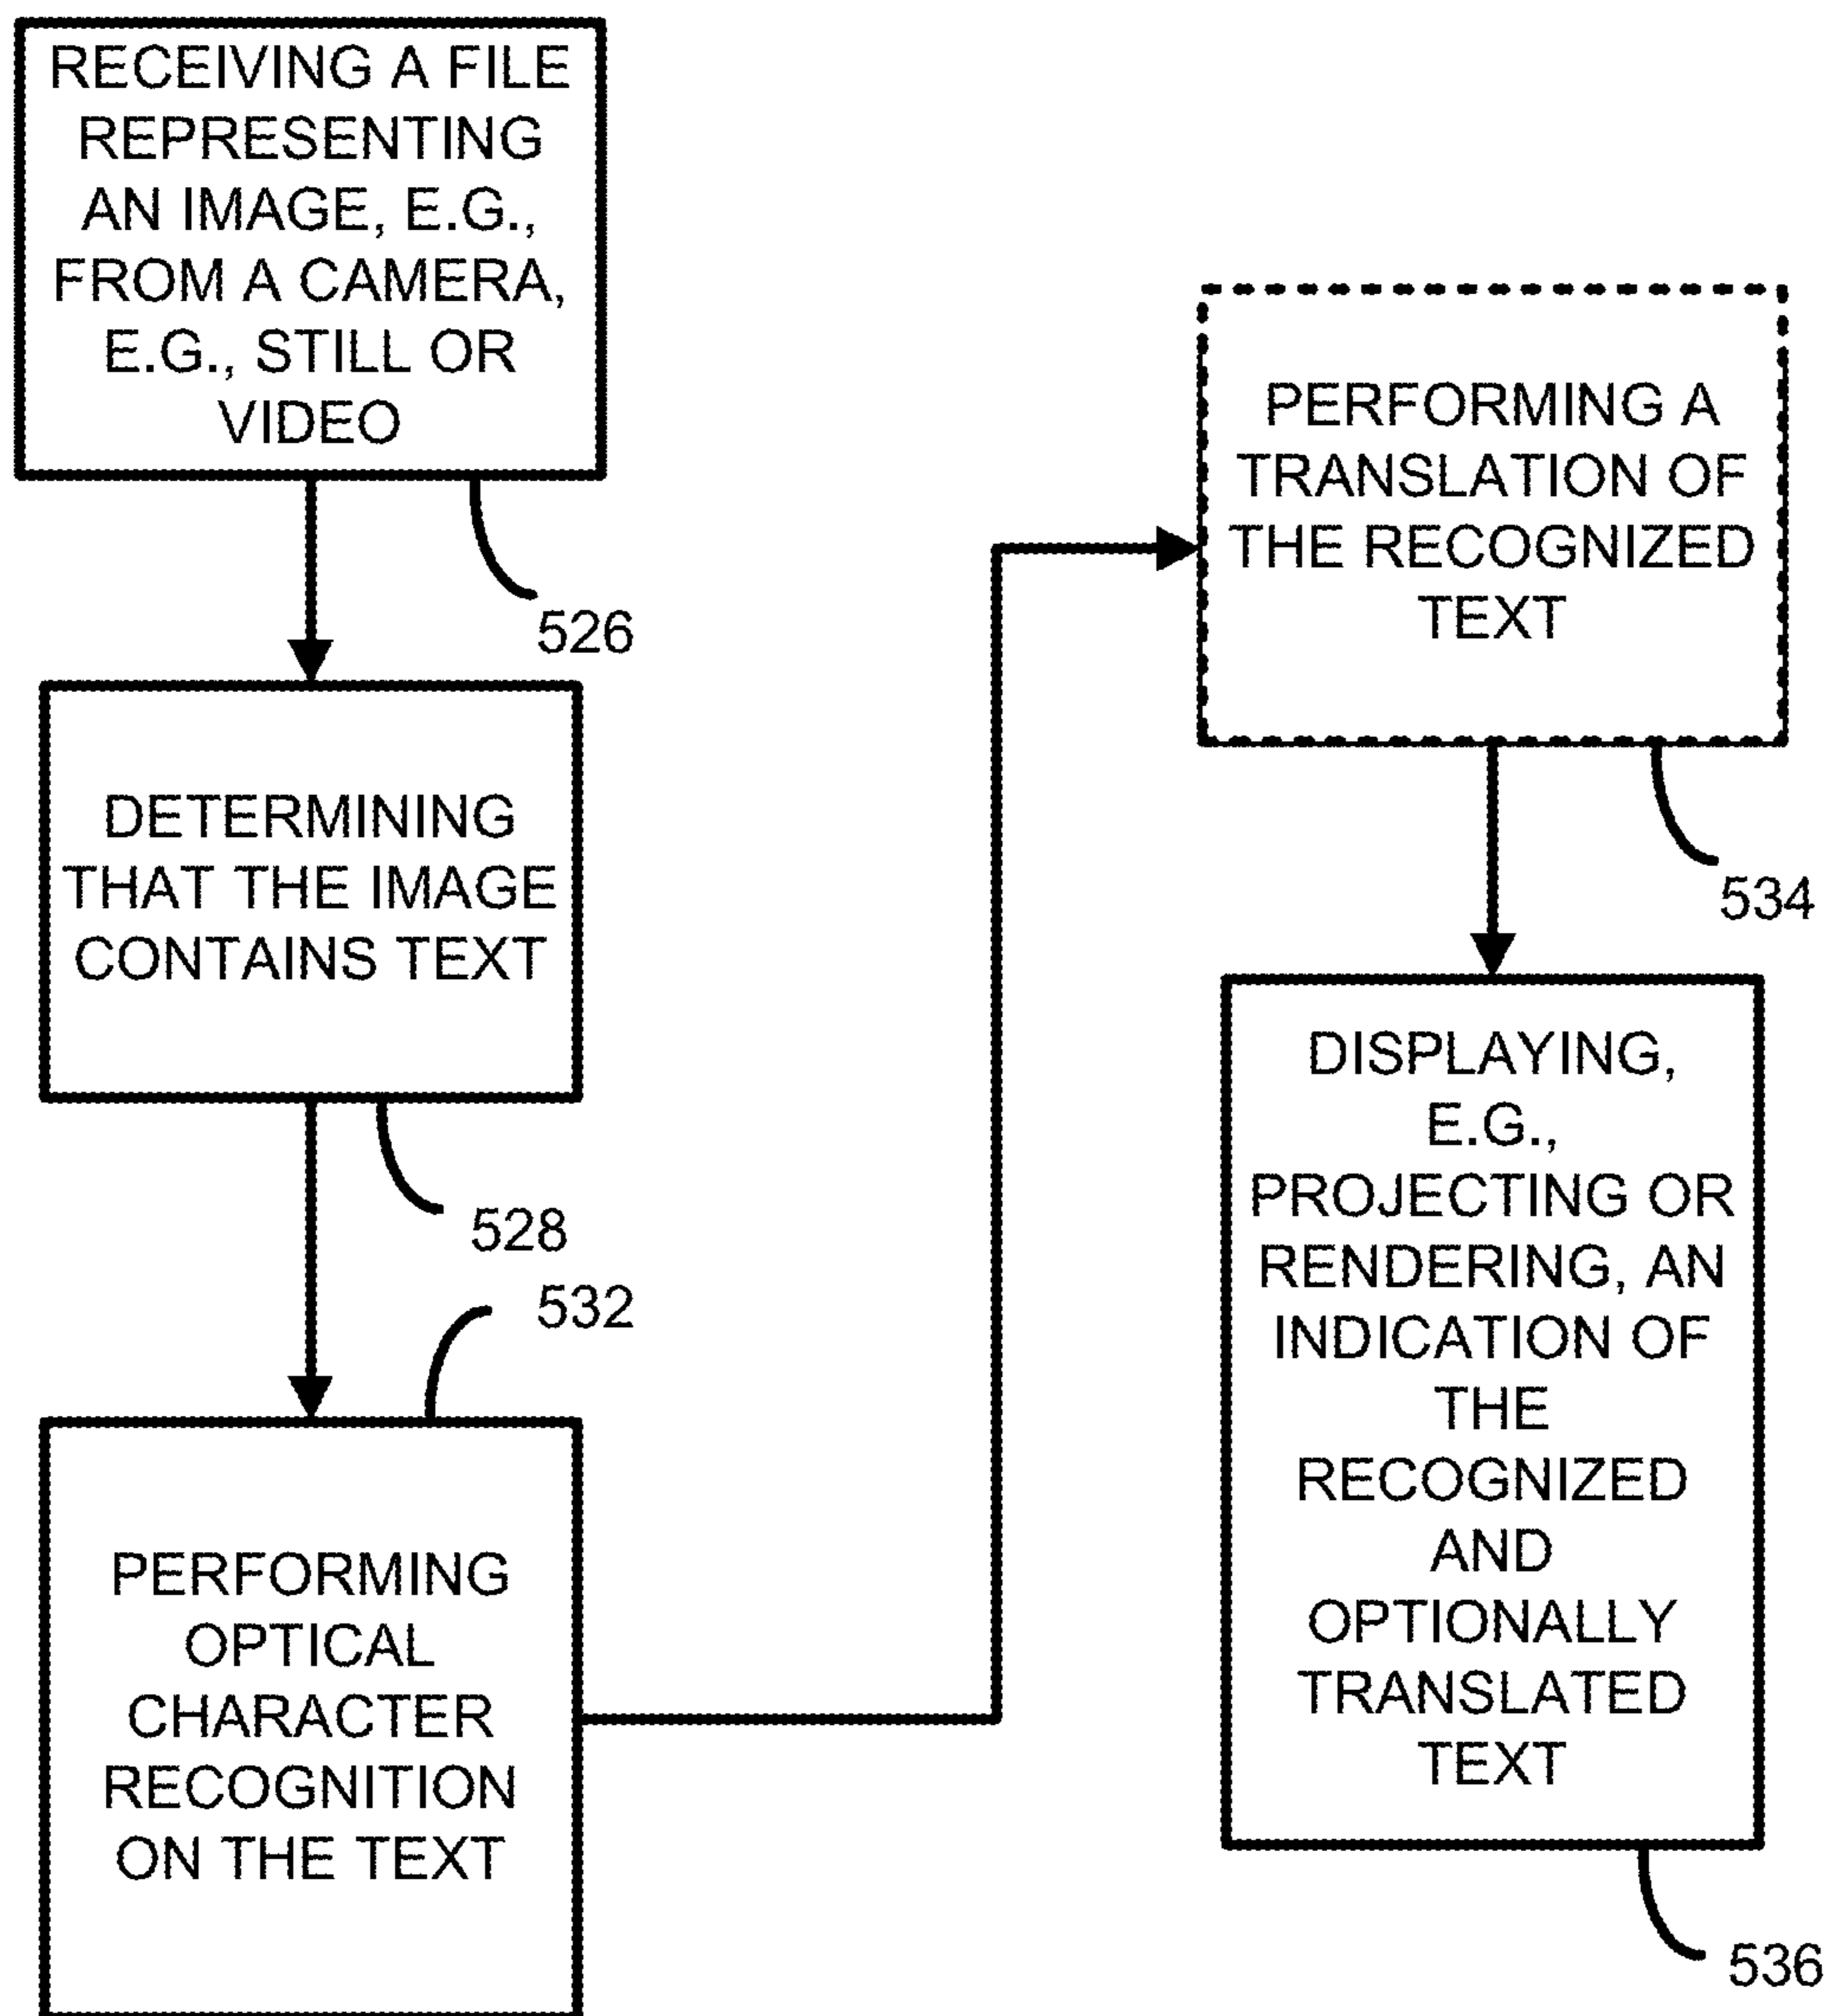 RECEIVING A FILE
REPRESENTING
AN IMAGE, E.G.,
FROM A CAMERA,
E.G., STILL OR
VIDEO
526
DETERMINING
THAT THE IMAGE
CONTAINS TEXT
528
532
PERFORMING
OPTICAL
CHARACTER
RECOGNITION
ON THE TEXT
PERFORMING A
TRANSLATION OF
THE RECOGNIZED
TEXT
534
DISPLAYING,
E.G.,
PROJECTING OR
RENDERING, AN
INDICATION OF
THE
RECOGNIZED
AND
OPTIONALLY
TRANSLATED
TEXT
536